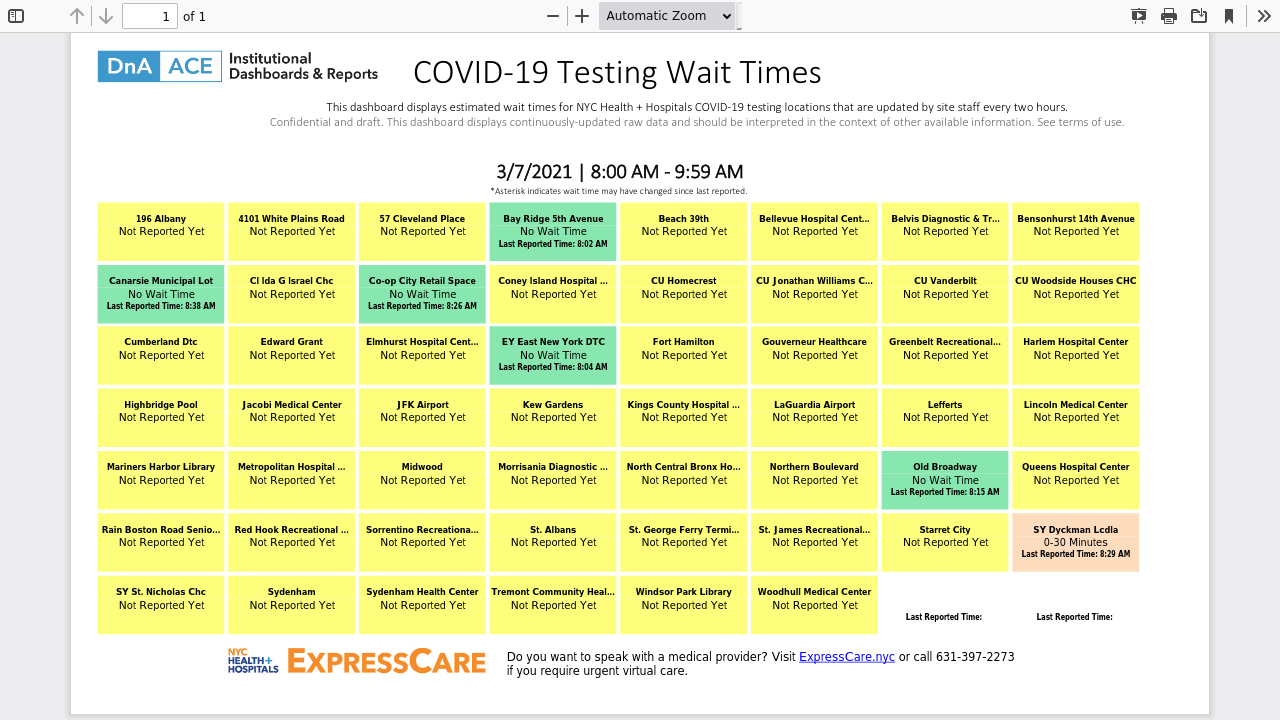 1 of 1 Automatic Zoom
DnA ACE Institutional
Dashboards & Reports
COVID-19 Testing Wait Times
This dashboard displays estimated wait times for NYC Health + Hospitals COVID-19 testing locations that are updated by site staff every two hours.
Confidential and draft. This dashboard displays continuously-updated raw data and should be interpreted in the context of other available information. See terms of use.
3/7/2021 | 8:00 AM - 9:59 AM
*Asterisk indicates wait time may have changed since last reported.
196 Albany 4101 White Plains Road 57 Cleveland Place Bay Ridge 5th Avenue Beach 39th Bellevue Hospital Cent... Belvis Diagnostic & Tr... Bensonhurst 14th Avenue
Not Reported Yet Not Reported Yet Not Reported Yet No Wait Time Not Reported Yet Not Reported Yet Not Reported Yet Not Reported Yet
Last Reported Time: 8:02 AM
Canarsie Municipal Lot CI Ida G Israel Chc Co-op City Retail Space Coney Island Hospital ... CU Homecrest CU Jonathan Williams C... CU Vanderbilt CU Woodside Houses CHC
No Wait Time Not Reported Yet No Wait Time Not Reported Yet Not Reported Yet Not Reported Yet Not Reported Yet Not Reported Yet
Last Reported Time: 8:38 AM Last Reported Time: 8:26 AM
Cumberland Dtc Edward Grant Elmhurst Hospital Cent... EY East New York DTC Fort Hamilton Gouverneur Healthcare Greenbelt Recreational... Harlem Hospital Center
Not Reported Yet Not Reported Yet Not Reported Yet No Wait Time Not Reported Yet Not Reported Yet Not Reported Yet Not Reported Yet
Last Reported Time: 8:04 AM
Highbridge Pool Jacobi Medical Center JFK Airport Kew Gardens Kings County Hospital ... LaGuardia Airport Lefferts Lincoln Medical Center
Not Reported Yet Not Reported Yet Not Reported Yet Not Reported Yet Not Reported Yet Not Reported Yet Not Reported Yet Not Reported Yet
Mariners Harbor Library Metropolitan Hospital ... Midwood Morrisania Diagnostic ... North Central Bronx Ho... Northern Boulevard Old Broadway Queens Hospital Center
Not Reported Yet Not Reported Yet Not Reported Yet Not Reported Yet Not Reported Yet Not Reported Yet No Wait Time Not Reported Yet
Last Reported Time: 8:15 AM
Rain Boston Road Senio... Red Hook Recreational ... Sorrentino Recreationa... St. Albans St. George Ferry Termi... St. James Recreational... Starret City SY Dyckman Lcdla
Not Reported Yet Not Reported Yet Not Reported Yet Not Reported Yet Not Reported Yet Not Reported Yet Not Reported Yet 0-30 Minutes
Last Reported Time: 8:29 AM
SY St. Nicholas Chc Sydenham Sydenham Health Center Tremont Community Heal... Windsor Park Library Woodhull Medical Center
Not Reported Yet Not Reported Yet Not Reported Yet Not Reported Yet Not Reported Yet Not Reported Yet
Last Reported Time: Last Reported Time:
NYC
HEALTH+
HOSPITALS
EXPRESSCARE
Do you want to speak with a medical provider? Visit ExpressCare.nyc or call 631-397-2273
if you require urgent virtual care.